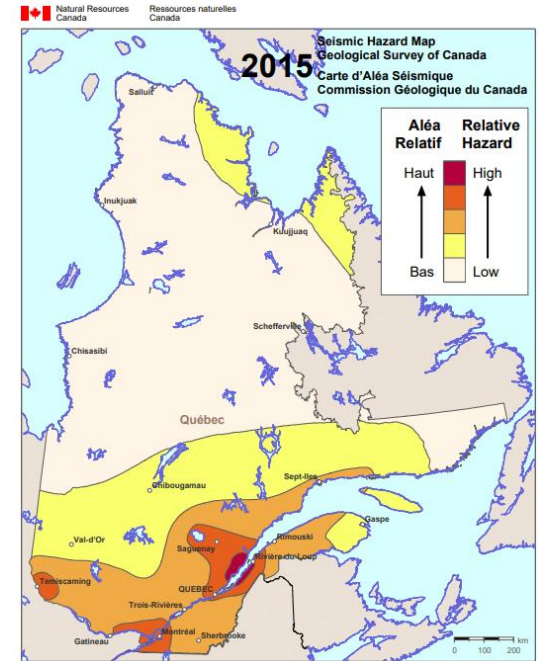 Natural Resources Canada
Ressources naturelles Canada
2015
Seismic Hazard Map
Geological Survey of Canada
Carte d'Aléa Séismique
Commission Géologique du Canada
Aléa Relatif
Relative Hazard
Haut
High
Bas
Low
Salluit
Inukjuak
Kuujjuaq
Schefferville
Chisasibi
Québec
Chibougamau
Sept-Iles
Gaspe
Val-d'Or
Saguenay
Rimouski
Rivière-du-Loup
Temiscaming
QUEBEC
Trois-Rivières
Montréal
Sherbrooke
Gatineau
km
0 100 200